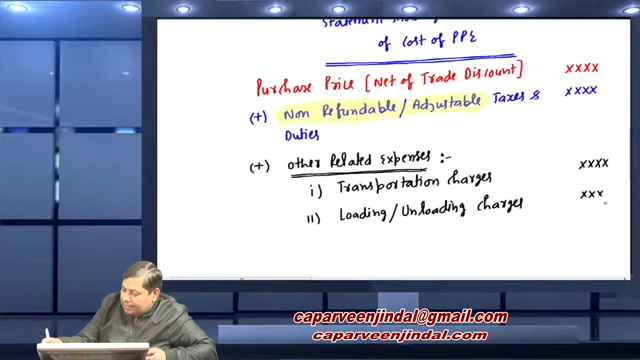 Statement
of Cost of PPE
Purchase Price [Net of Trade Discount] xxxx
(+) Non Refundable/Adjustable Taxes & xxxx
Duties
(+) other Related Expenses :-
i) Transportation charges xxxx
ii) Loading/Unloading charges xxx
caparveenjindal@gmail.com
caparveenjindal.com